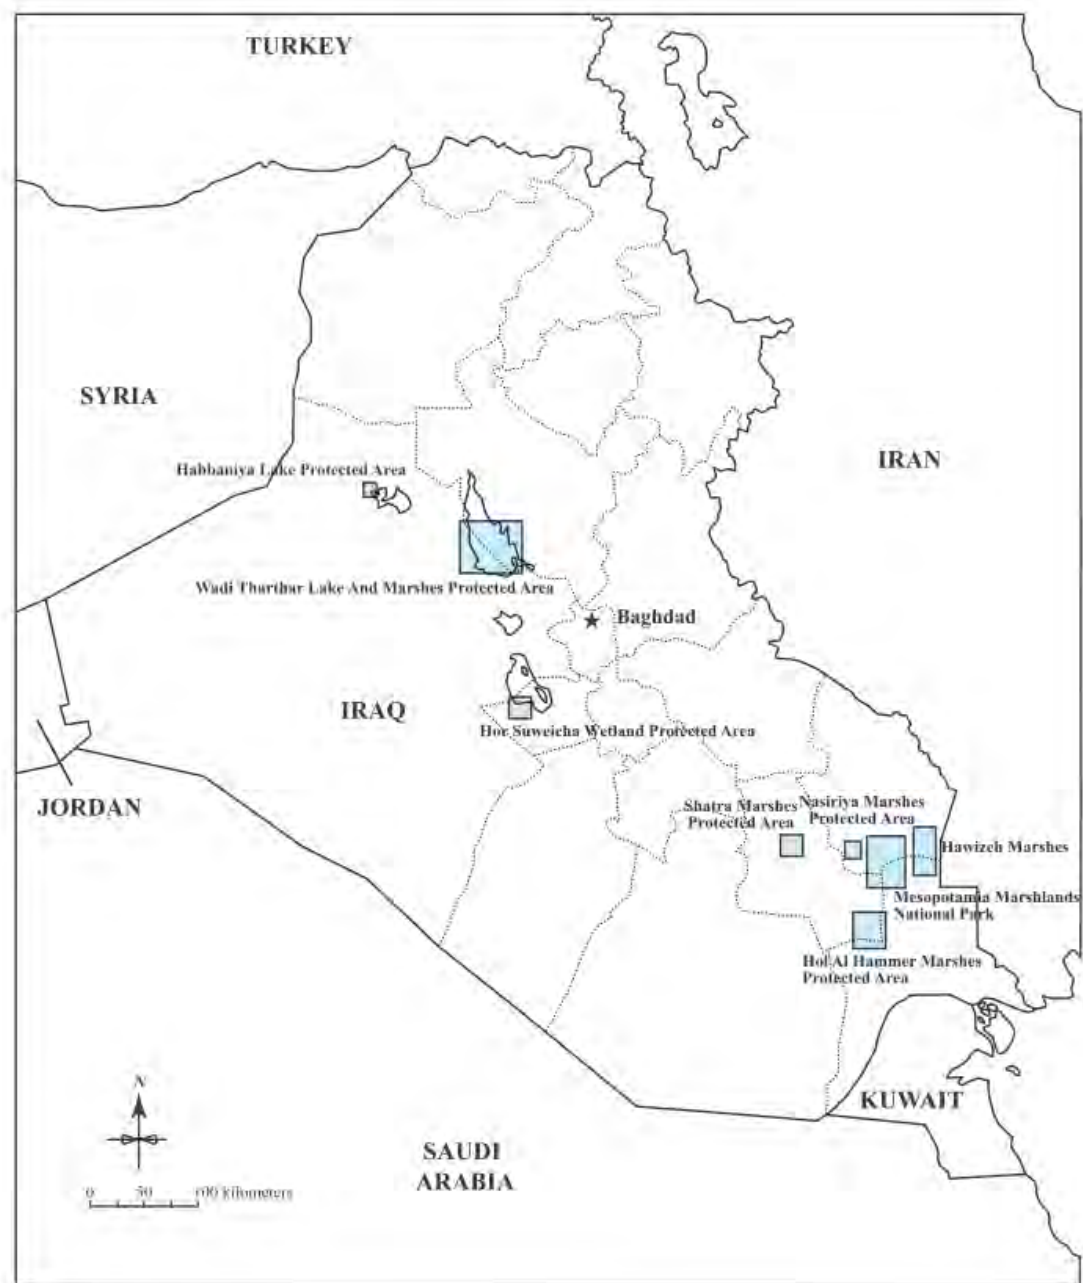 TURKEY
SYRIA
IRAN
Habbaniya Lake Protected Area
Wadi Tharthar Lake And Marshes Protected Area
Baghdad
IRAQ
Hor Suweicha Wetland Protected Area
JORDAN
Shatra Marshes
Protected Area
Nasiriya Marshes
Protected Area
Hawizeh Marshes
Mesopotamia Marshlands
National Park
Hol Al Hammer Marshes
Protected Area
N
KUWAIT
SAUDI
ARABIA
0 50 100 kilometers